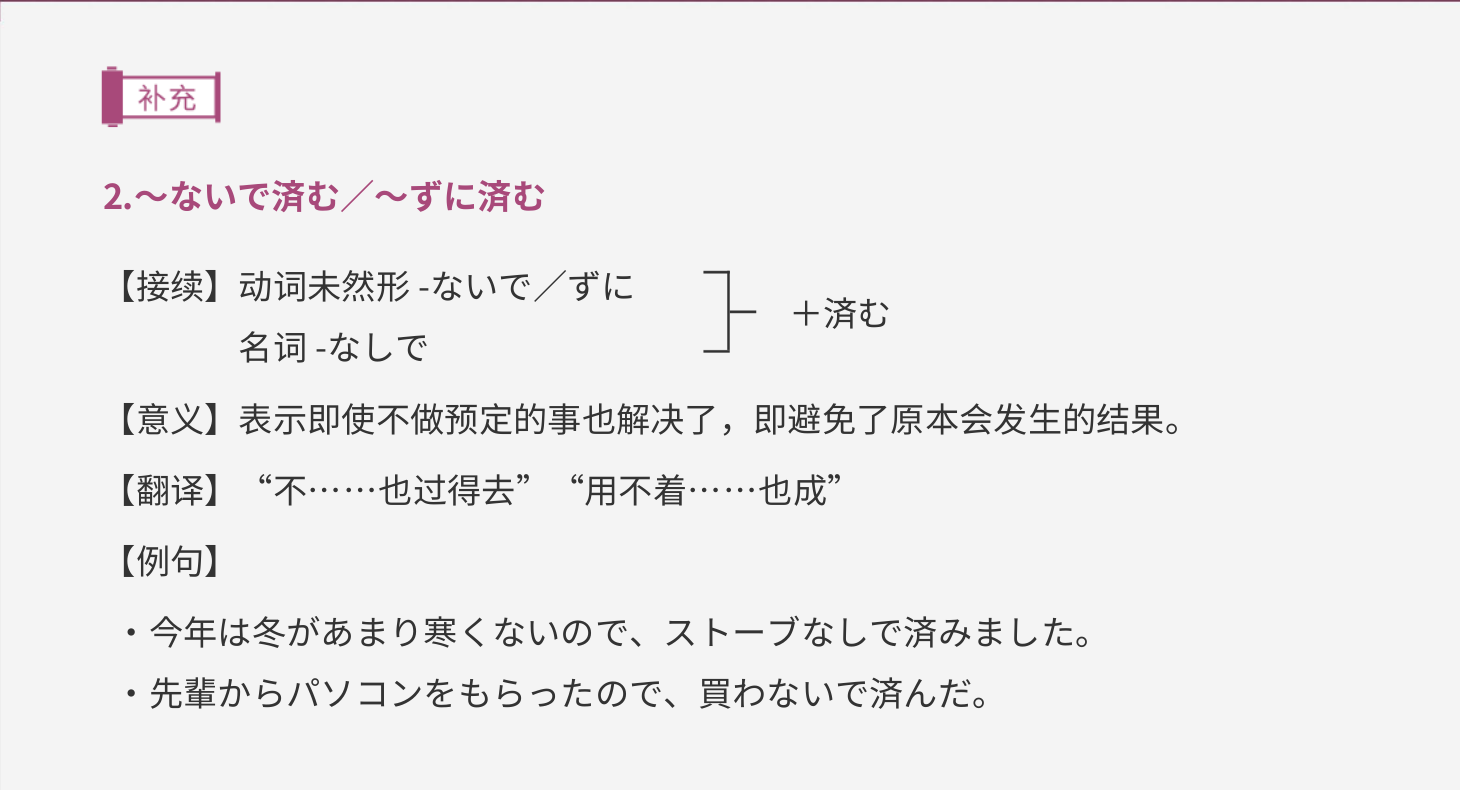 补充
2.～ないで済む／～ずに済む
【接续】动词未然形 -ないで／ずに
＋済む
名词 -なしで
【意义】表示即使不做预定的事也解决了，即避免了原本会发生的结果。
【翻译】 “不……也过得去” “用不着……也成”
【例句】
・今年は冬があまり寒くないので、ストーブなしで済みました。
・先輩からパソコンをもらったので、買わないで済んだ。